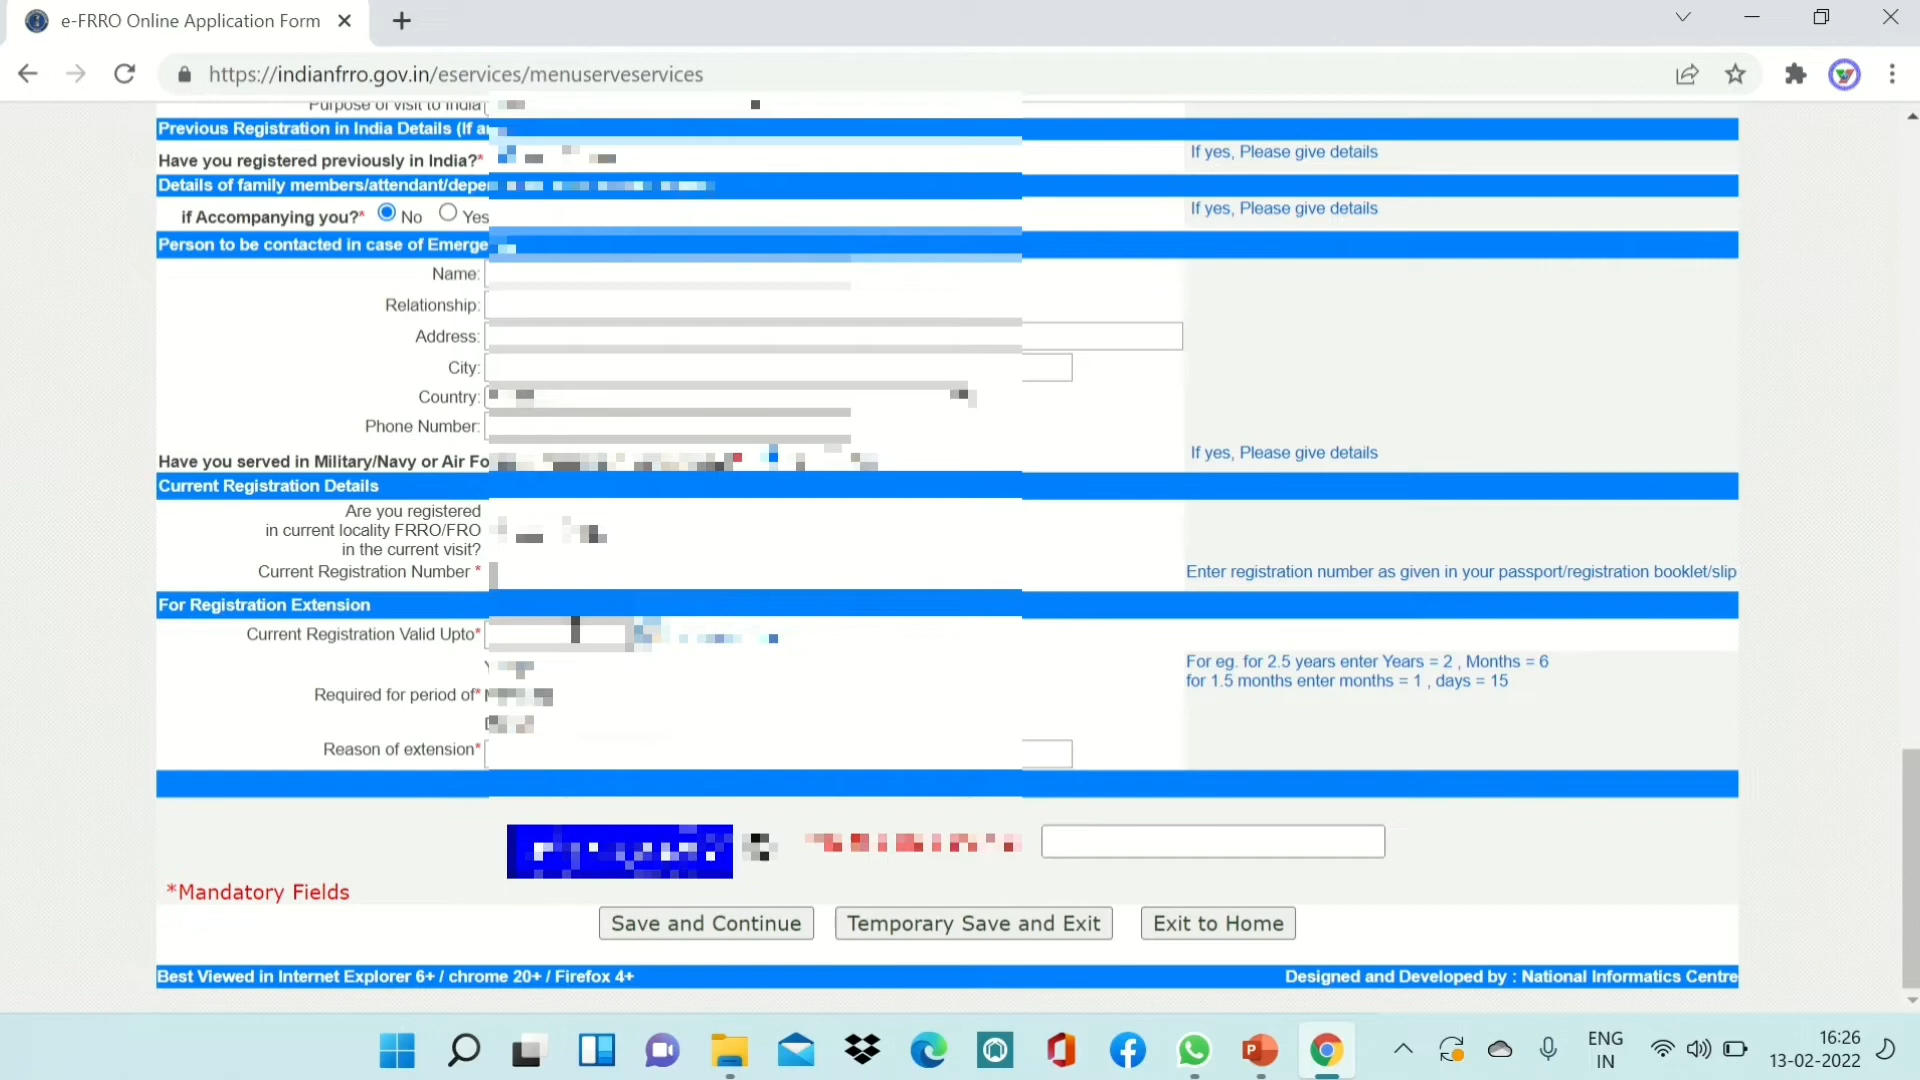 e-FRRO Online Application Form
https://indianfrro.gov.in/eservices/menuserveservices
Purpose of visit to India
Previous Registration in India Details (If
Have you registered previously in India?*
If yes, Please give details
Details of family members/attendant/
if Accompanying you?* No Yes
If yes, Please give details
Person to be contacted in case of
Name:
Relationship:
Address:
City:
Country:
Phone Number:
Have you served in Military/Navy or Air
If yes, Please give details
Current Registration Details
Are you registered
in current locality FRRO/FRO
in the current visit?
Current Registration Number *
Enter registration number as given in your passport/registration booklet/slip
For Registration Extension
Current Registration Valid Upto*
For eg. for 2.5 years enter Years = 2 , Months = 6
for 1.5 months enter months = 1 , days = 15
Required for period of*
Reason of extension*
*Mandatory Fields
Save and Continue
Temporary Save and Exit
Exit to Home
Best Viewed in Internet Explorer 6+ / chrome 20+ / Firefox 4+
Designed and Developed by : National Informatics Centre
ENG
IN
16:26
13-02-2022